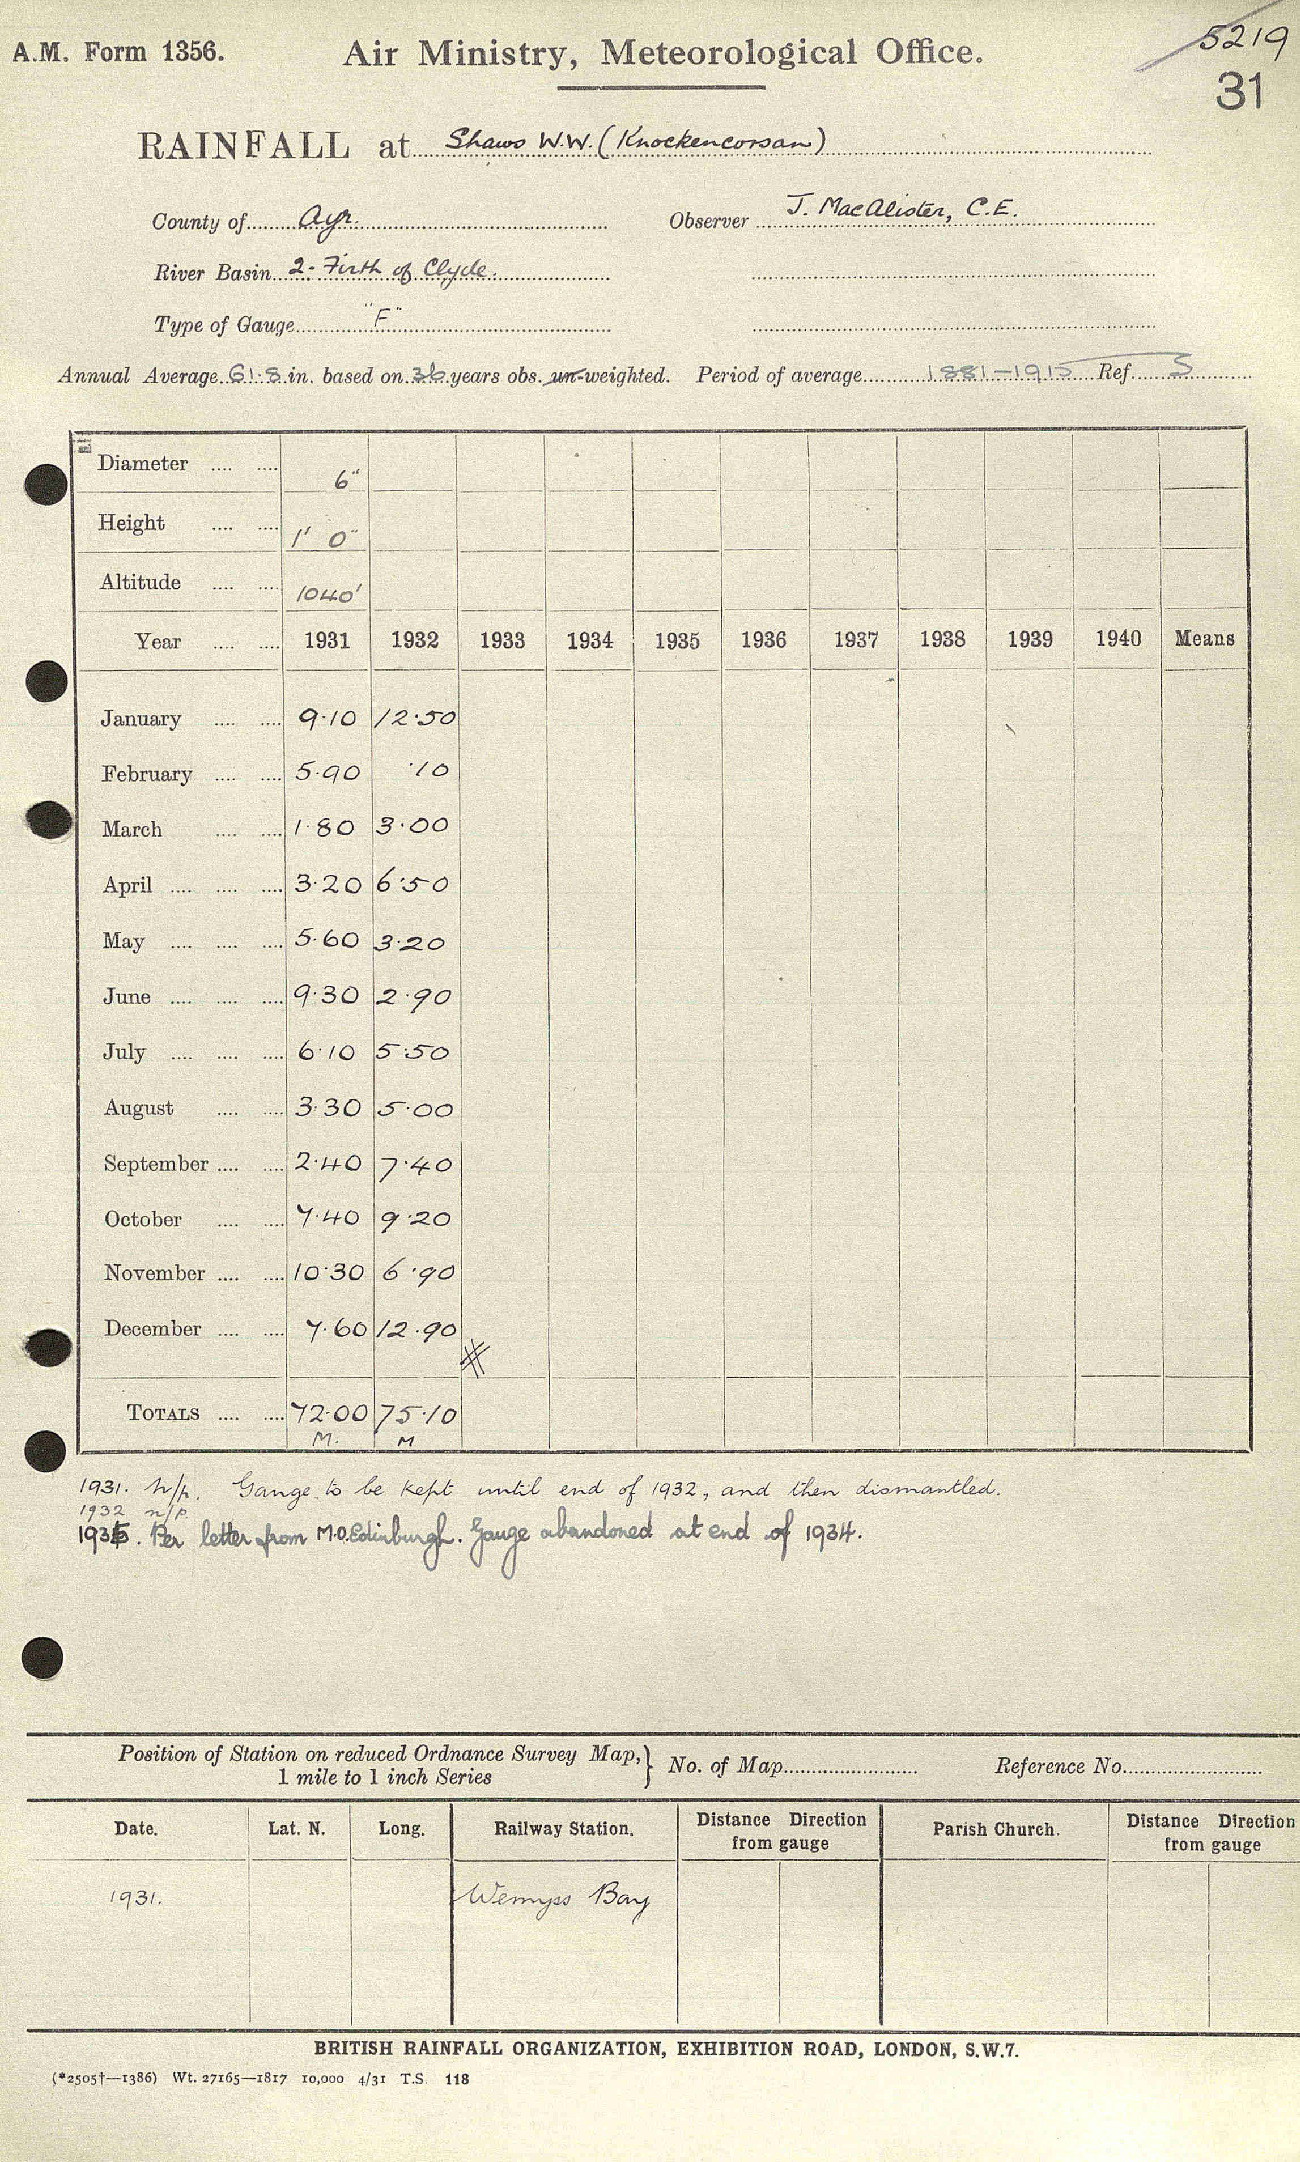 5219
A.M. Form 1356. Air Ministry, Meteorological Office.
31
RAINFALL at Shaws W.W. (Knockencorsan)
County of Ayr. Observer J. MacAlister, C.E.
River Basin 2 - Firth of Clyde.
Type of Gauge "F"
Annual Average 61.8 in. based on 36 years obs. un-weighted. Period of average 1881-1915 Ref. S
Diameter .... .... 6"
Height .... .... 1' 0"
Altitude .... .... 1040'
Year .... .... 1931 1932 1933 1934 1935 1936 1937 1938 1939 1940 Means
January .... .... 9.10 12.50
February .... .... 5.90 .10
March .... .... 1.80 3.00
April .... .... .... 3.20 6.50
May .... .... .... 5.60 3.20
June .... .... .... 9.30 2.90
July .... .... .... 6.10 5.50
August .... .... 3.30 5.00
September .... .... 2.40 7.40
October .... .... 7.40 9.20
November .... .... 10.30 6.90
December .... .... 7.60 12.90
TOTALS .... .... 72.00 75.10
M. M
1931. n/p. Gauge to be kept until end of 1932, and then dismantled.
1932 n/p
1935. Per letter from M.O. Edinburgh. Gauge abandoned at end of 1934.
Position of Station on reduced Ordnance Survey Map, 1 mile to 1 inch Series } No. of Map Reference No.
Date. Lat. N. Long. Railway Station. Distance Direction from gauge Parish Church. Distance Direction from gauge
1931. Wemyss Bay
BRITISH RAINFALL ORGANIZATION, EXHIBITION ROAD, LONDON, S.W.7.
(*2505†—1386) Wt. 27165—1817 10,000 4/31 T.S. 118